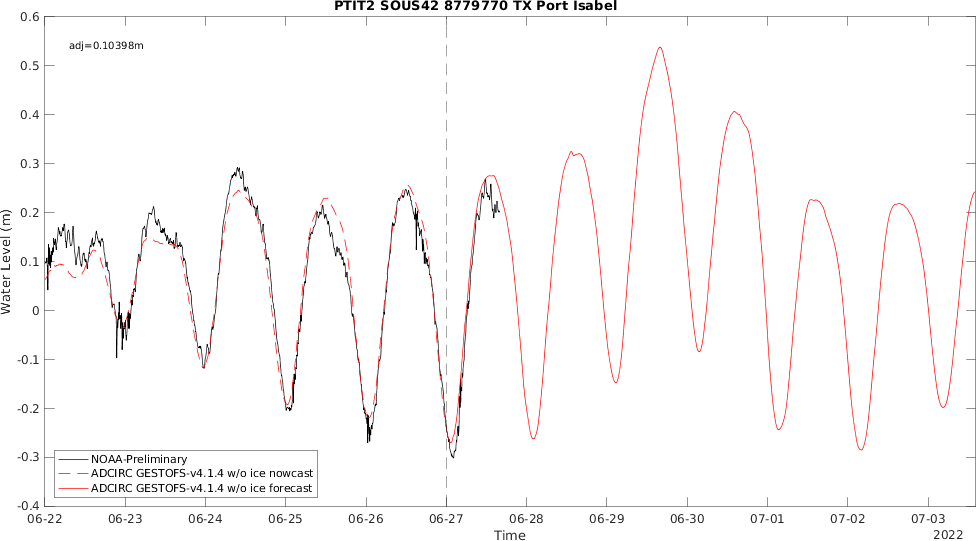 PTIT2 SOUS42 8779770 TX Port Isabel
adj=0.10398m
0.6
0.5
0.4
0.3
0.2
0.1
0
-0.1
-0.2
-0.3
-0.4
Water Level (m)
NOAA-Preliminary
ADCIRC GESTOFS-v4.1.4 w/o ice nowcast
ADCIRC GESTOFS-v4.1.4 w/o ice forecast
06-22 06-23 06-24 06-25 06-26 06-27 06-28 06-29 06-30 07-01 07-02 07-03
Time
2022